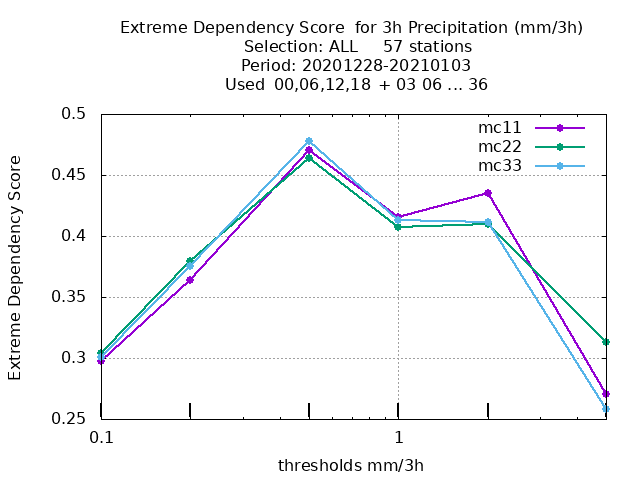 Extreme Dependency Score  for 3h Precipitation (mm/3h)
Selection: ALL     57 stations
Period: 20201228-20210103
Used  00,06,12,18  + 03 06 ... 36
mc11
mc22
mc33
0.5
0.45
0.4
0.35
0.3
0.25
Extreme Dependency Score
0.1
1
thresholds mm/3h